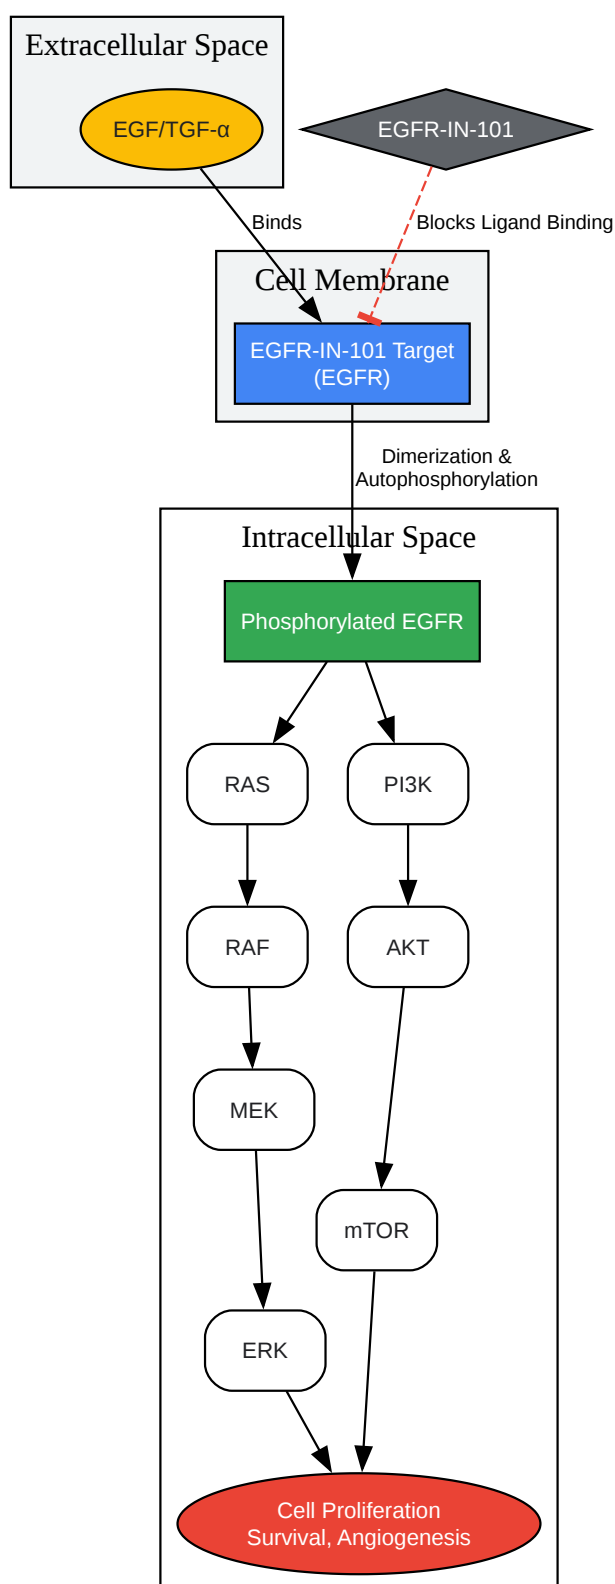 Extracellular Space
EGF/TGF-α
EGFR-IN-101
Binds
Blocks Ligand Binding
Cell Membrane
EGFR-IN-101 Target
(EGFR)
Dimerization &
Autophosphorylation
Intracellular Space
Phosphorylated EGFR
RAS
PI3K
RAF
AKT
MEK
mTOR
ERK
Cell Proliferation
Survival, Angiogenesis